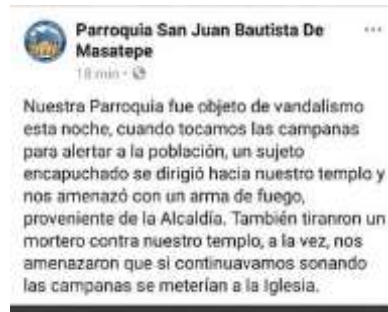 Parroquia San Juan Bautista De
Masatepe
18 min ·
Nuestra Parroquia fue objeto de vandalismo
esta noche, cuando tocamos las campanas
para alertar a la población, un sujeto
encapuchado se dirigió hacia nuestro templo y
nos amenazó con un arma de fuego,
proveniente de la Alcaldía. También tiranron un
mortero contra nuestro templo, a la vez, nos
amenazaron que si continuavamos sonando
las campanas se meterían a la Iglesia.